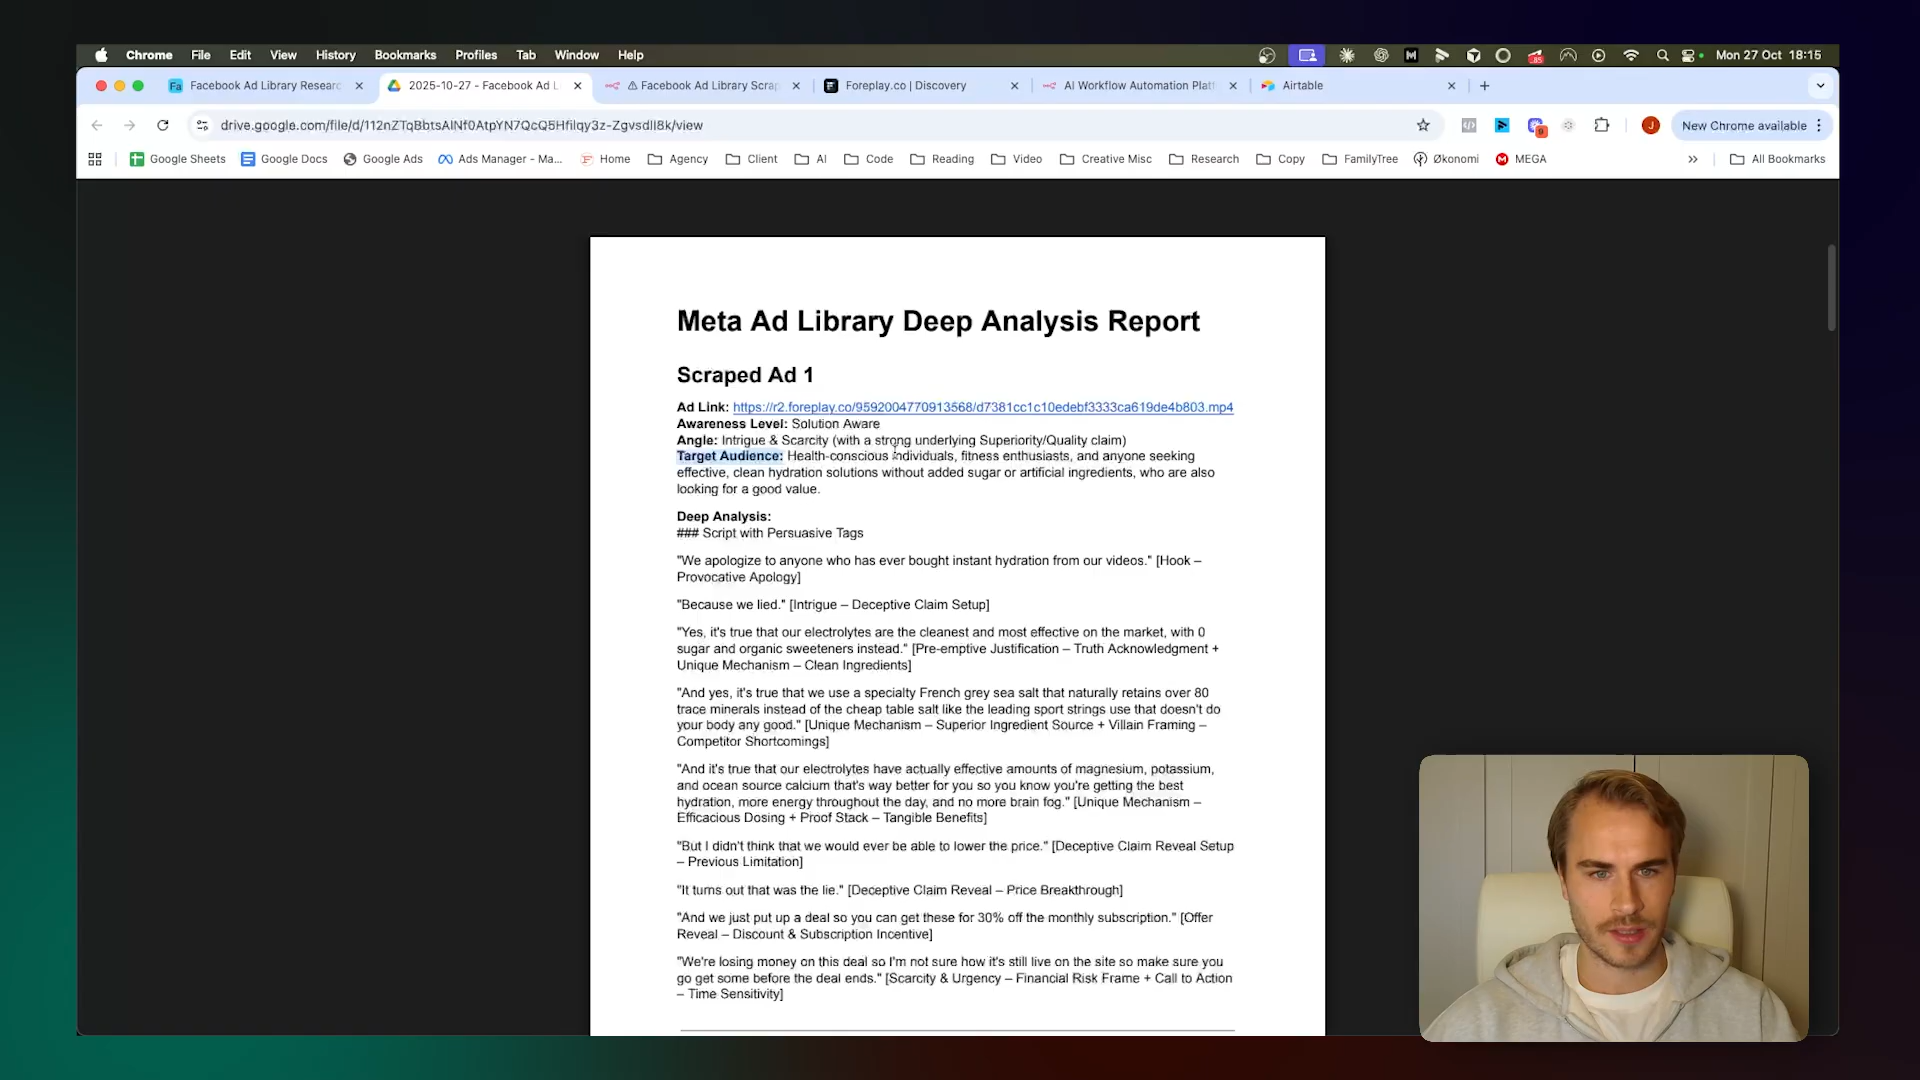 Chrome File Edit View History Bookmarks Profiles Tab Window Help Mon 27 Oct 18:15
Facebook Ad Library Researc 2025-10-27 - Facebook Ad L Facebook Ad Library Scrap Foreplay.co | Discovery AI Workflow Automation Platf Airtable
drive.google.com/file/d/112nZTqBbtsAlNf0AtpYN7QcQ5Hfilqy3z-Zgvsdll8k/view New Chrome available
Google Sheets Google Docs Google Ads Ads Manager - Ma... Home Agency Client AI Code Reading Video Creative Misc Research Copy FamilyTree Økonomi MEGA » All Bookmarks
Meta Ad Library Deep Analysis Report
Scraped Ad 1
Ad Link: https://r2.foreplay.co/9592004770913568/d7381cc1c10edebf3333ca619de4b803.mp4
Awareness Level: Solution Aware
Angle: Intrigue & Scarcity (with a strong underlying Superiority/Quality claim)
Target Audience: Health-conscious individuals, fitness enthusiasts, and anyone seeking
effective, clean hydration solutions without added sugar or artificial ingredients, who are also
looking for a good value.
Deep Analysis:
### Script with Persuasive Tags
"We apologize to anyone who has ever bought instant hydration from our videos." [Hook –
Provocative Apology]
"Because we lied." [Intrigue – Deceptive Claim Setup]
"Yes, it's true that our electrolytes are the cleanest and most effective on the market, with 0
sugar and organic sweeteners instead." [Pre-emptive Justification – Truth Acknowledgment +
Unique Mechanism – Clean Ingredients]
"And yes, it's true that we use a specialty French grey sea salt that naturally retains over 80
trace minerals instead of the cheap table salt like the leading sport strings use that doesn't do
your body any good." [Unique Mechanism – Superior Ingredient Source + Villain Framing –
Competitor Shortcomings]
"And it's true that our electrolytes have actually effective amounts of magnesium, potassium,
and ocean source calcium that's way better for you so you know you're getting the best
hydration, more energy throughout the day, and no more brain fog." [Unique Mechanism –
Efficacious Dosing + Proof Stack – Tangible Benefits]
"But I didn't think that we would ever be able to lower the price." [Deceptive Claim Reveal Setup
– Previous Limitation]
"It turns out that was the lie." [Deceptive Claim Reveal – Price Breakthrough]
"And we just put up a deal so you can get these for 30% off the monthly subscription." [Offer
Reveal – Discount & Subscription Incentive]
"We're losing money on this deal so I'm not sure how it's still live on the site so make sure you
go get some before the deal ends." [Scarcity & Urgency – Financial Risk Frame + Call to Action
– Time Sensitivity]